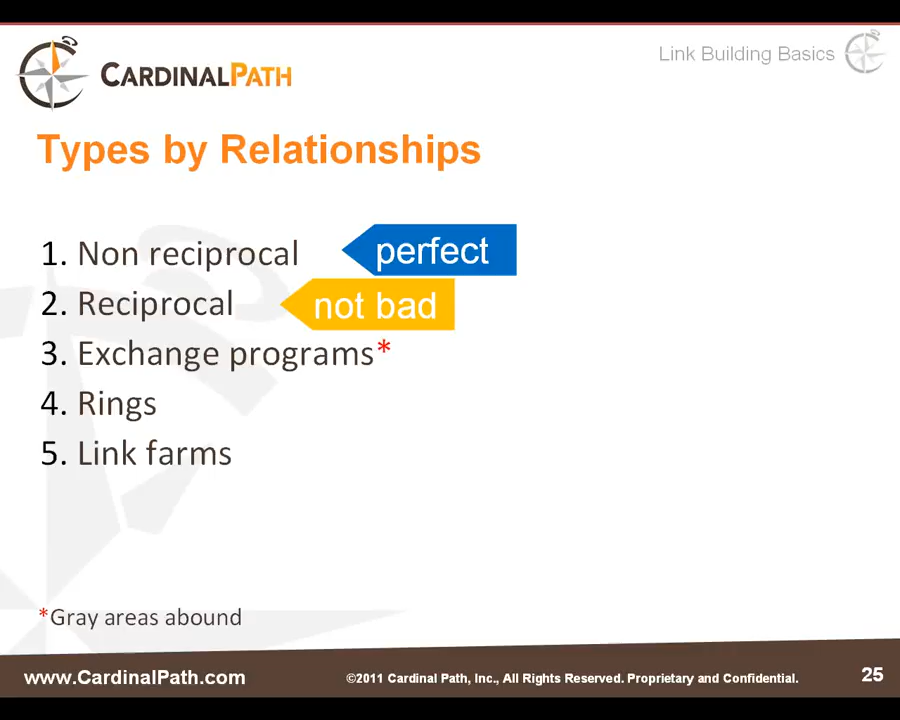 Link Building Basics
CARDINALPATH
Types by Relationships
1. Non reciprocal
perfect
2. Reciprocal
not bad
3. Exchange programs*
4. Rings
5. Link farms
*Gray areas abound
www.CardinalPath.com
©2011 Cardinal Path, Inc., All Rights Reserved. Proprietary and Confidential.
25